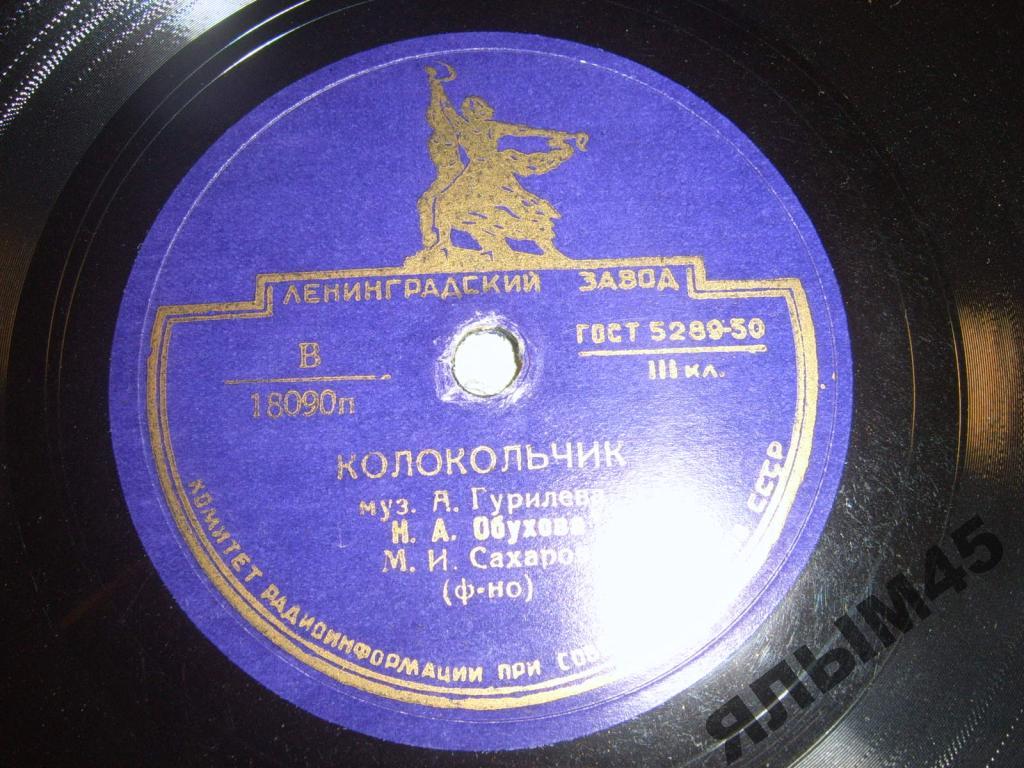 ЛЕНИНГРАДСКИЙ ЗАВОД
В
18090п
ГОСТ 5289-50
III кл.
КОЛОКОЛЬЧИК
муз. А. Гурилева
Н. А. Обухова
М. И. Сахаров
(ф-но)
КОМИТЕТ РАДИОИНФОРМАЦИИ ПРИ СССР
ЯЛЫМ45